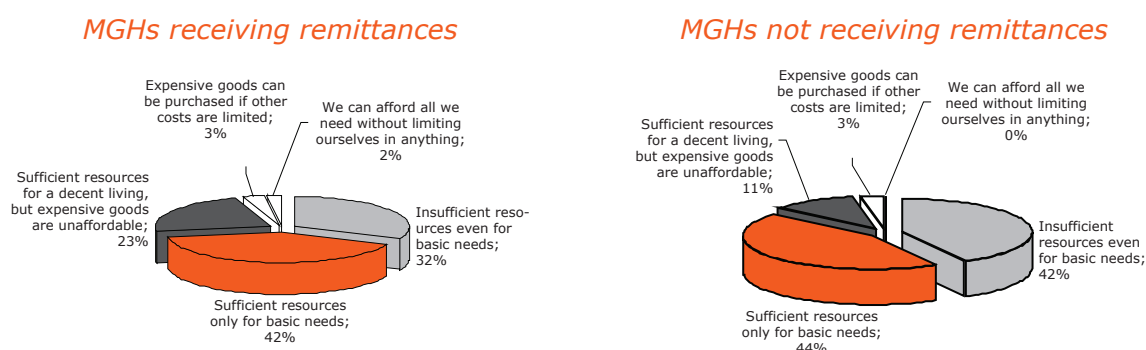 MGHs receiving remittances
Expensive goods can
be purchased if other
costs are limited;
3%
We can afford all we
need without limiting
ourselves in anything;
2%
Sufficient resources
for a decent living,
but expensive goods
are unaffordable;
23%
Insufficient reso-
urces even for
basic needs;
32%
Sufficient resources
only for basic needs;
42%
MGHs not receiving remittances
Expensive goods can
be purchased if other
costs are limited;
3%
We can afford all we
need without limiting
ourselves in anything;
0%
Sufficient resources
for a decent living,
but expensive goods
are unaffordable;
11%
Insufficient
resources even
for basic needs;
42%
Sufficient resources
only for basic needs;
44%